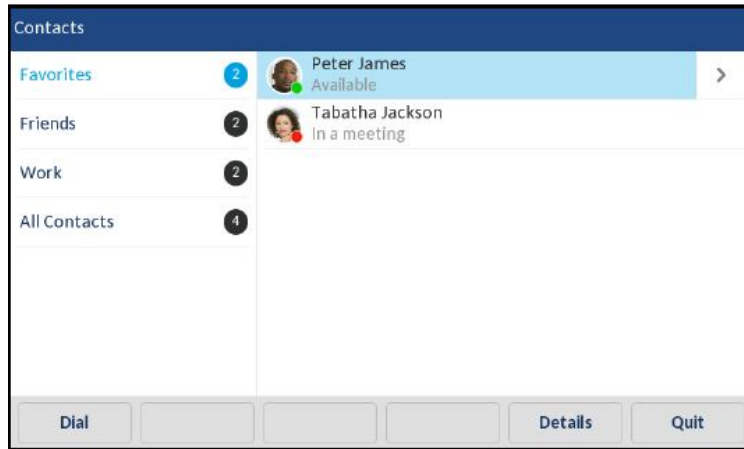 Contacts
Favorites 2
Friends 2
Work 2
All Contacts 4
Peter James
Available
Tabatha Jackson
In a meeting
Dial Details Quit